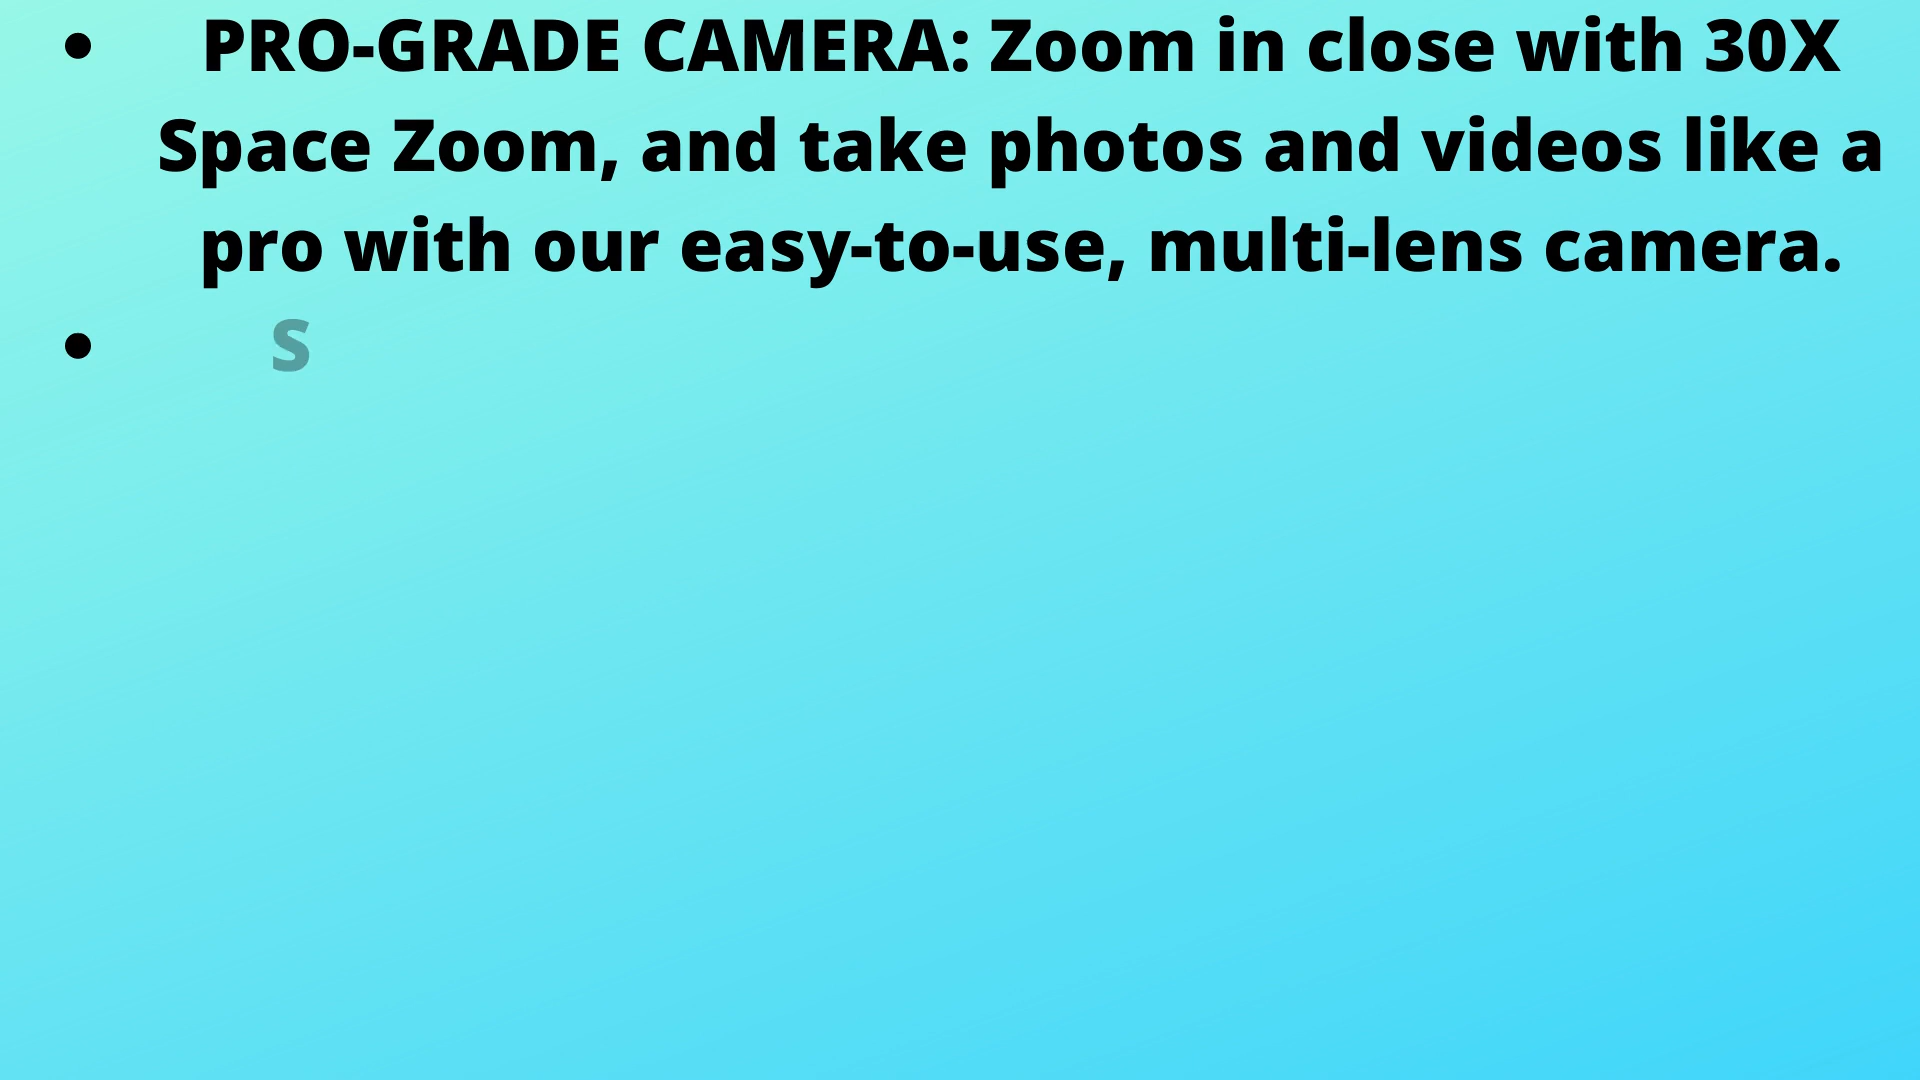 • PRO-GRADE CAMERA: Zoom in close with 30X
Space Zoom, and take photos and videos like a
pro with our easy-to-use, multi-lens camera.
• S